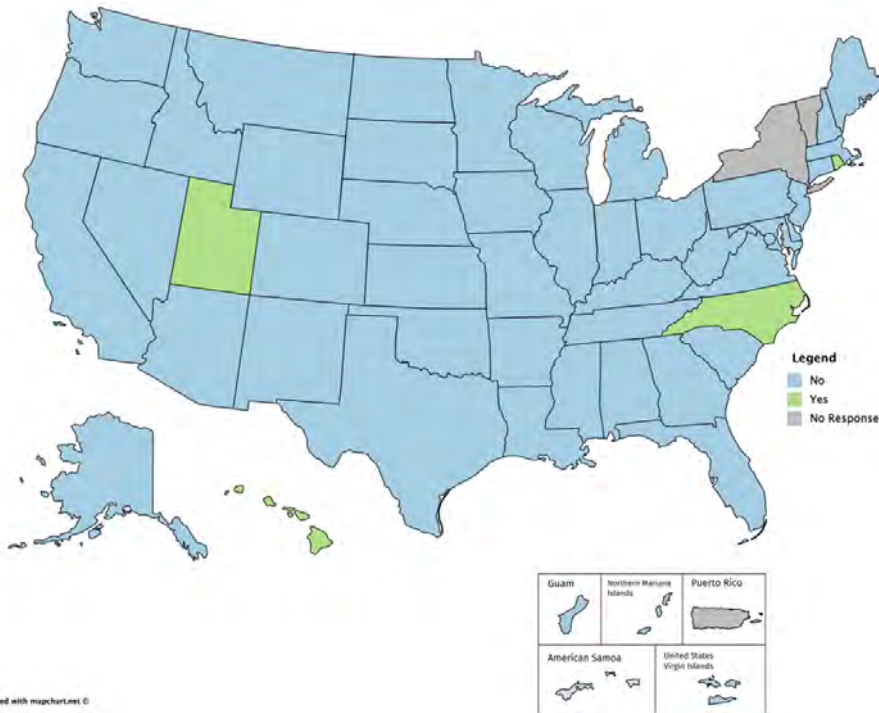 Legend
No
Yes
No Response
Guam
Northern Mariana
Islands
Puerto Rico
American Samoa
United States
Virgin Islands
ed with mapchart.net ©